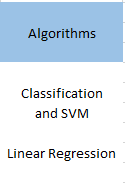 Algorithms
Classification
and SVM
Linear Regression